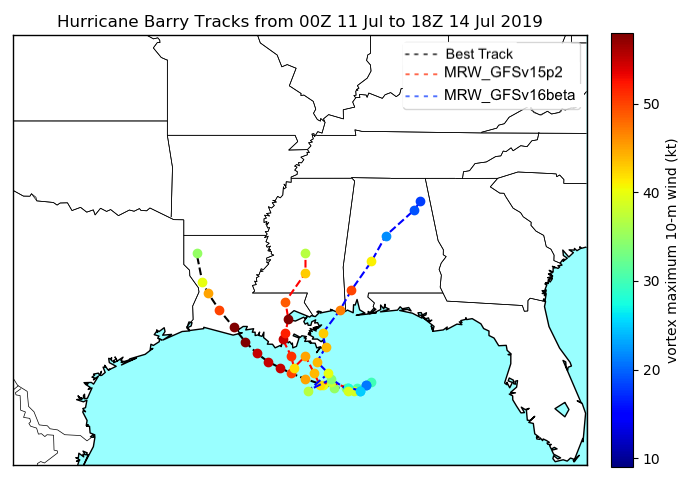 Hurricane Barry Tracks from 00Z 11 Jul to 18Z 14 Jul 2019
Best Track
MRW_GFSv15p2
MRW_GFSv16beta
50
40
30
20
10
vortex maximum 10-m wind (kt)